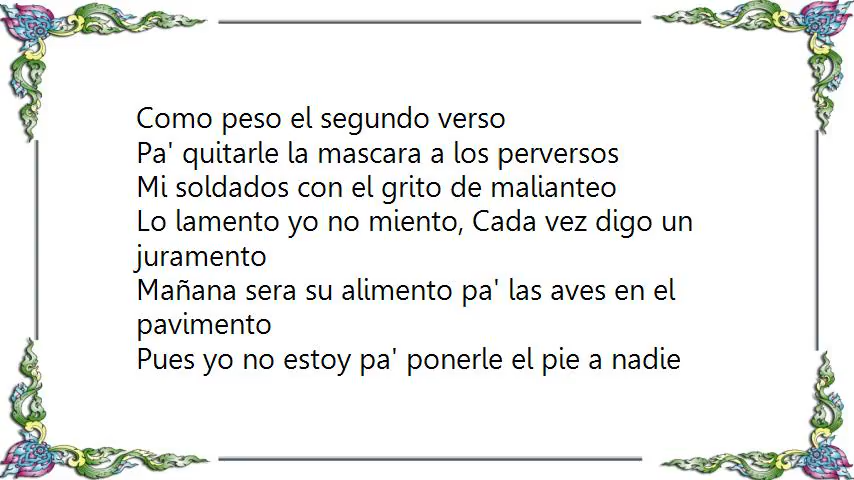 Como peso el segundo verso
Pa' quitarle la mascara a los perversos
Mi soldados con el grito de malianteo
Lo lamento yo no miento, Cada vez digo un
juramento
Mañana sera su alimento pa' las aves en el
pavimento
Pues yo no estoy pa' ponerle el pie a nadie